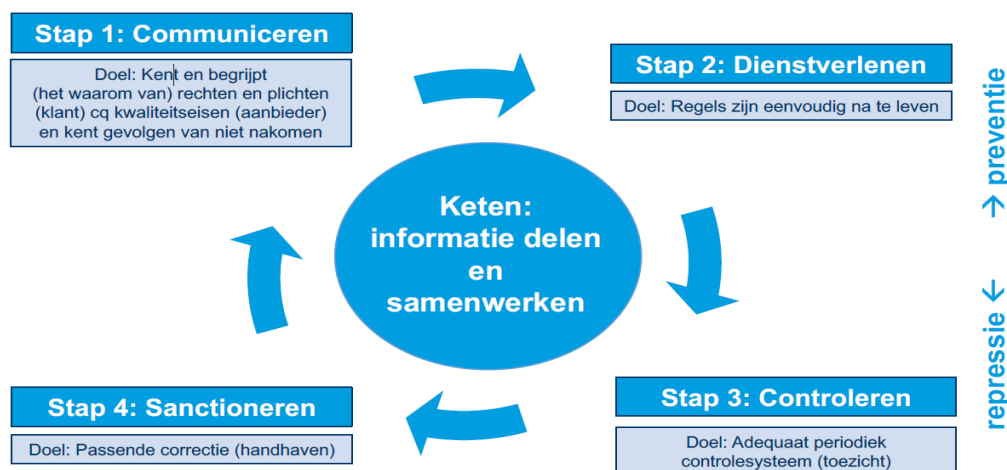 Stap 1: Communiceren
Doel: Kent en begrijpt
(het waarom van) rechten en plichten
(klant) cq kwaliteitseisen (aanbieder)
en kent gevolgen van niet nakomen
Stap 2: Dienstverlenen
Doel: Regels zijn eenvoudig na te leven
→ preventie
Keten:
informatie delen
en
samenwerken
repressie ←
Stap 4: Sanctioneren
Doel: Passende correctie (handhaven)
Stap 3: Controleren
Doel: Adequaat periodiek
controlesysteem (toezicht)